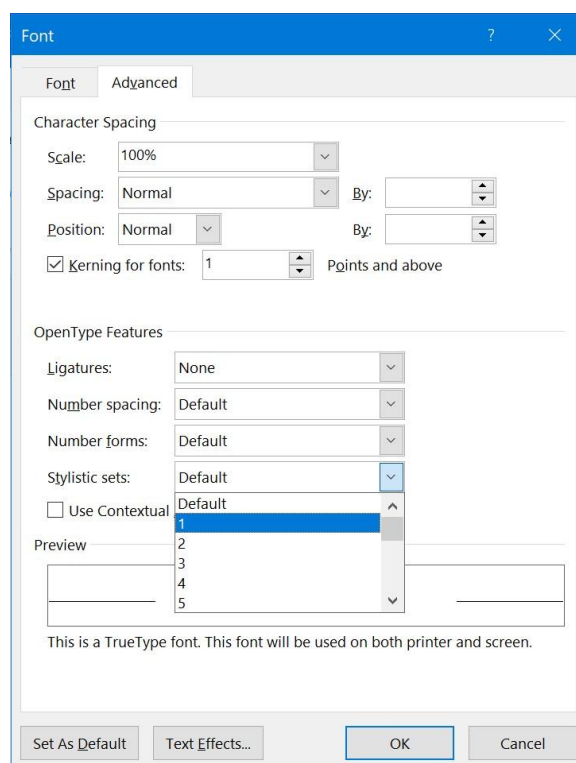 Font ?
Font Advanced
Character Spacing
Scale: 100%
Spacing: Normal By:
Position: Normal By:
Kerning for fonts: 1 Points and above
OpenType Features
Ligatures: None
Number spacing: Default
Number forms: Default
Stylistic sets: Default
Use Contextual Default
1
Preview 2
3
4
5
This is a TrueType font. This font will be used on both printer and screen.
Set As Default Text Effects... OK Cancel